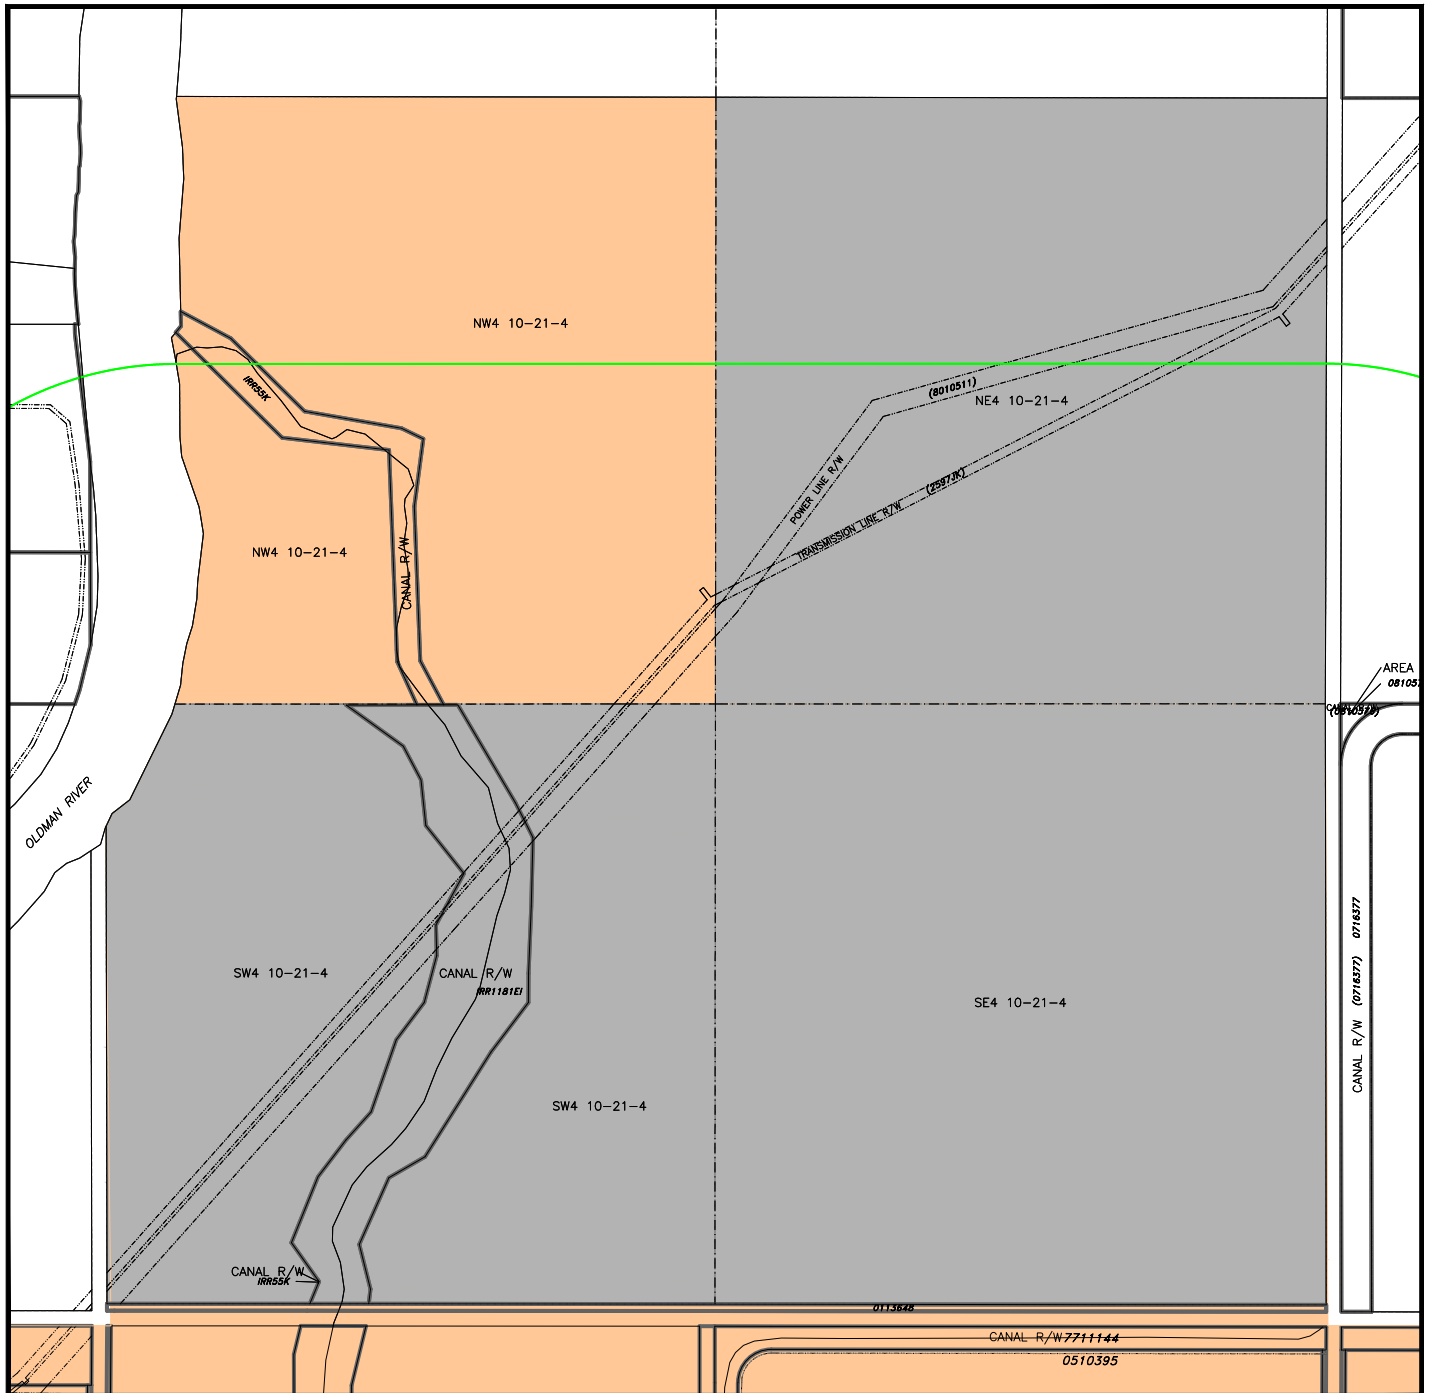 NW4 10-21-4
IRR55K
(8010511)
NE4 10-21-4
POWER LINE R/W
(2597JK)
TRANSMISSION LINE R/W
NW4 10-21-4
CANAL R/W
AREA
08105
OLDMAN RIVER
SW4 10-21-4
CANAL R/W
IRR1181EI
SE4 10-21-4
CANAL R/W (0716377) 0716377
SW4 10-21-4
CANAL R/W
IRR55K
0113648
CANAL R/W 7711144
0510395